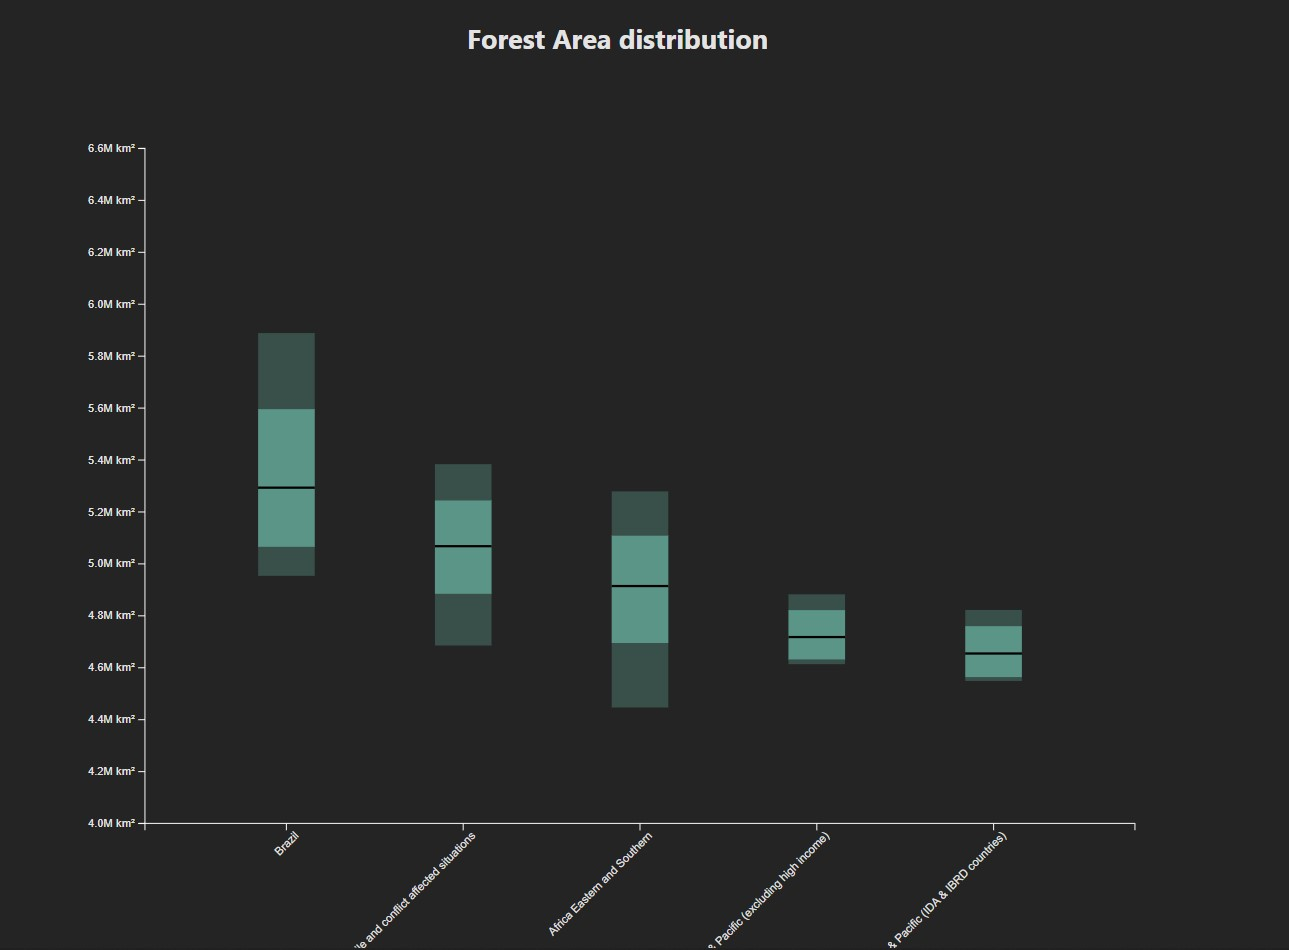 Forest Area distribution
6.6M km²
6.4M km²
6.2M km²
6.0M km²
5.8M km²
5.6M km²
5.4M km²
5.2M km²
5.0M km²
4.8M km²
4.6M km²
4.4M km²
4.2M km²
4.0M km²
Brazil
and conflict affected situations
Africa Eastern and Southern
& Pacific (excluding high income)
& Pacific (IDA & IBRD countries)